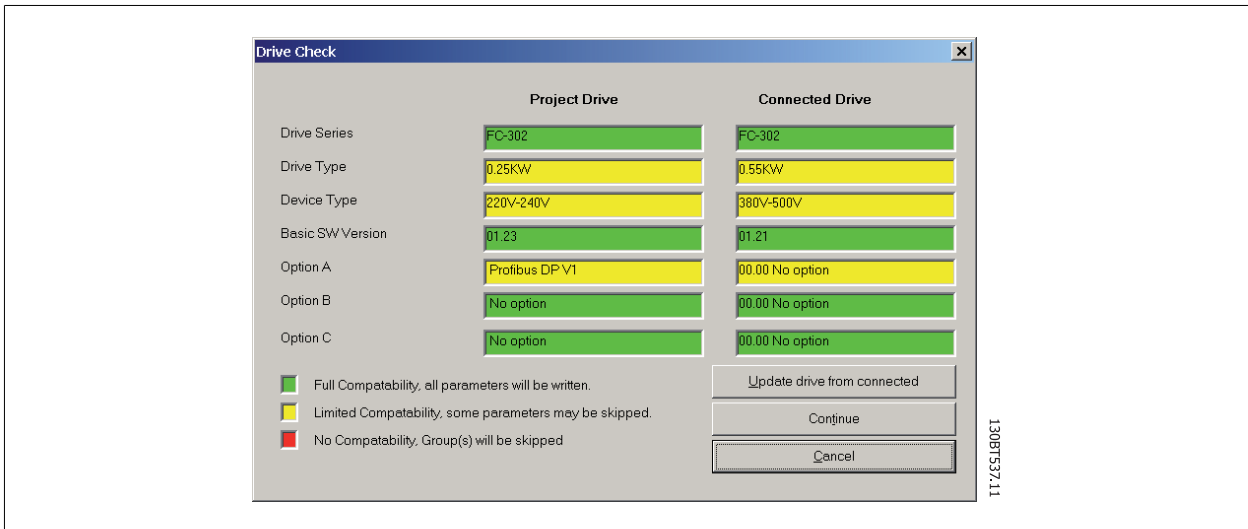 Drive Check
Project Drive Connected Drive
Drive Series FC-302 FC-302
Drive Type 0.25KW 0.55KW
Device Type 220V-240V 380V-500V
Basic SW Version 01.23 01.21
Option A Profibus DP V1 00.00 No option
Option B No option 00.00 No option
Option C No option 00.00 No option
Full Compatability, all parameters will be written.
Limited Compatability, some parameters may be skipped.
No Compatability, Group(s) will be skipped
Update drive from connected
Continue
Cancel
130BT537.11